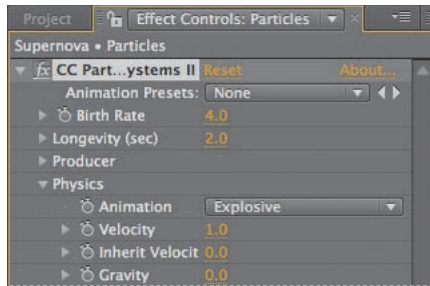 Project Effect Controls: Particles
Supernova • Particles
fx CC Part...ystems II Reset About...
Animation Presets: None
Birth Rate 4.0
Longevity (sec) 2.0
Producer
Physics
Animation Explosive
Velocity 1.0
Inherit Velocit 0.0
Gravity 0.0